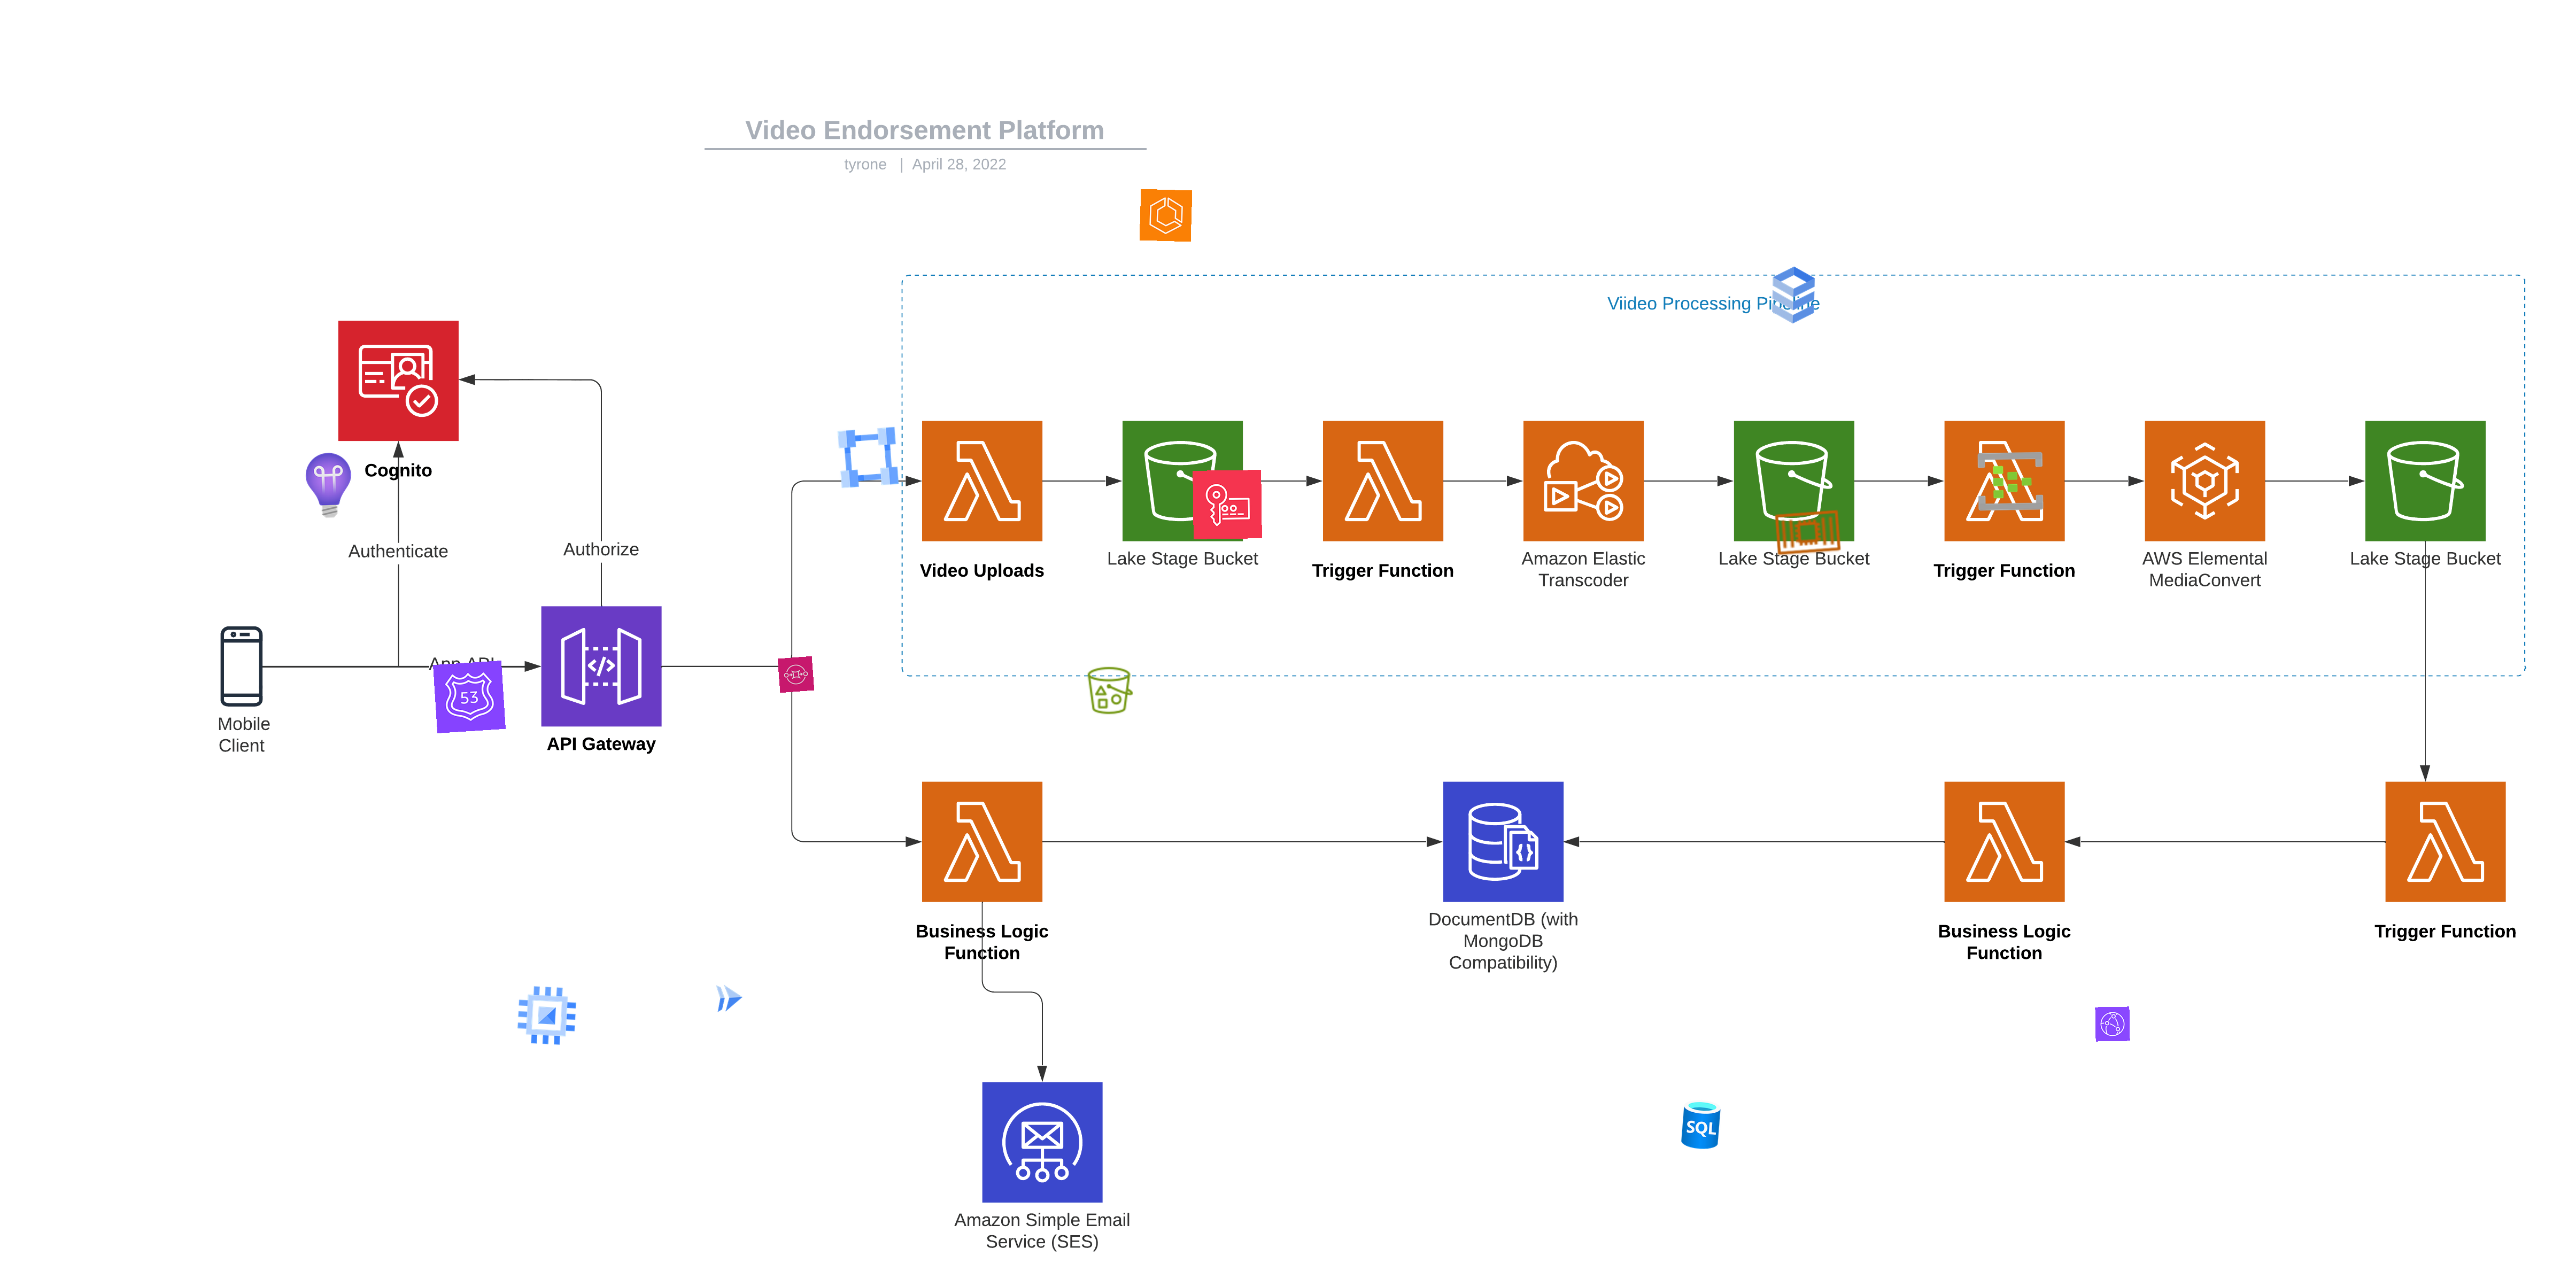 Video Endorsement Platform
tyrone | April 28, 2022
Viideo Processing Pipeline
Cognito
Authenticate
Authorize
App API
53
Mobile
Client
API Gateway
Video Uploads
Lake Stage Bucket
Trigger Function
Amazon Elastic
Transcoder
Lake Stage Bucket
Trigger Function
AWS Elemental
MediaConvert
Lake Stage Bucket
Business Logic
Function
DocumentDB (with
MongoDB
Compatibility)
Business Logic
Function
Trigger Function
SQL
Amazon Simple Email
Service (SES)